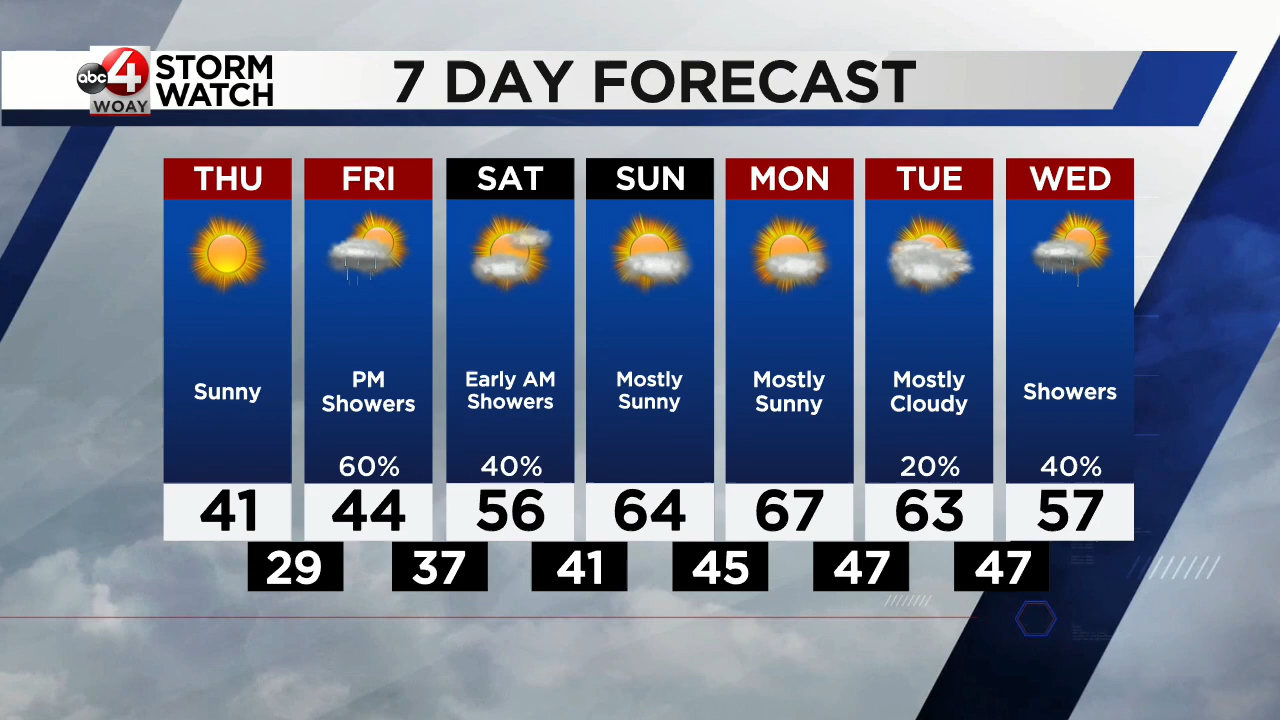 abc 4
WOAY
STORM
WATCH
7 DAY FORECAST
THU FRI SAT SUN MON TUE WED
Sunny
PM
Showers
Early AM
Showers
Mostly
Sunny
Mostly
Sunny
Mostly
Cloudy
Showers
60% 40% 20% 40%
41 44 56 64 67 63 57
29 37 41 45 47 47